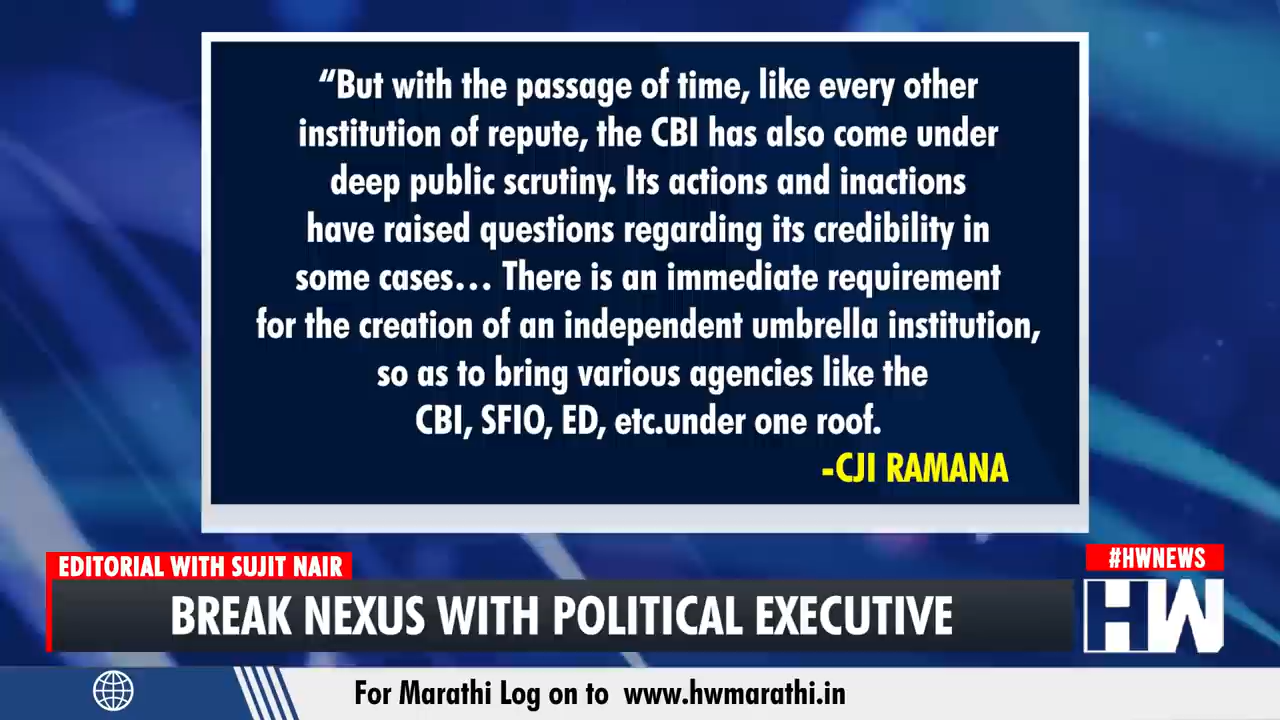 “But with the passage of time, like every other
institution of repute, the CBI has also come under
deep public scrutiny. Its actions and inactions
have raised questions regarding its credibility in
some cases... There is an immediate requirement
for the creation of an independent umbrella institution,
so as to bring various agencies like the
CBI, SFIO, ED, etc.under one roof.
-CJI RAMANA
EDITORIAL WITH SUJIT NAIR
#HWNEWS
BREAK NEXUS WITH POLITICAL EXECUTIVE
HW
For Marathi Log on to www.hwmarathi.in